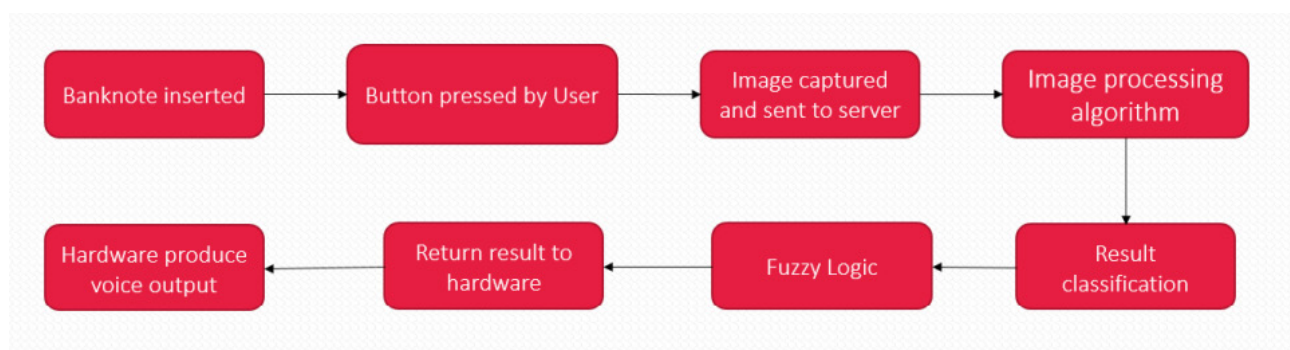 Banknote inserted
Button pressed by User
Image captured
and sent to server
Image processing
algorithm
Result
classification
Fuzzy Logic
Return result to
hardware
Hardware produce
voice output